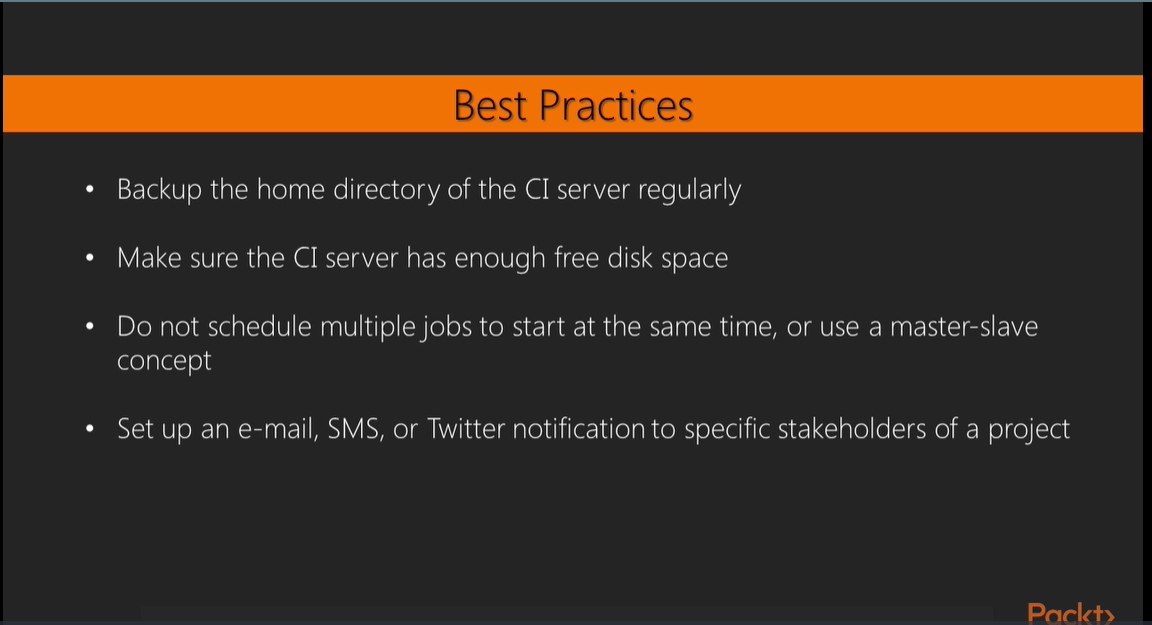 Best Practices
• Backup the home directory of the CI server regularly
• Make sure the CI server has enough free disk space
• Do not schedule multiple jobs to start at the same time, or use a master-slave
concept
• Set up an e-mail, SMS, or Twitter notification to specific stakeholders of a project
Packt>